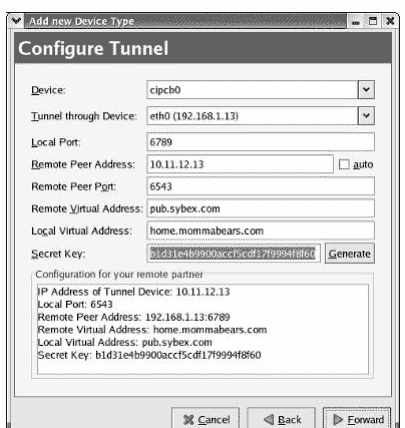 Add new Device Type
Configure Tunnel
Device: cipcb0
Tunnel through Device: eth0 (192.168.1.13)
Local Port: 6789
Remote Peer Address: 10.11.12.13 auto
Remote Peer Port: 6543
Remote Virtual Address: pub.sybex.com
Local Virtual Address: home.mommabears.com
Secret Key: b1d31e4b9900accf5cdf17f9994f8f60 Generate
Configuration for your remote partner
IP Address of Tunnel Device: 10.11.12.13
Local Port: 6543
Remote Peer Address: 192.168.1.13:6789
Remote Virtual Address: home.mommabears.com
Local Virtual Address: pub.sybex.com
Secret Key: b1d31e4b9900accf5cdf17f9994f8f60
Cancel Back Forward